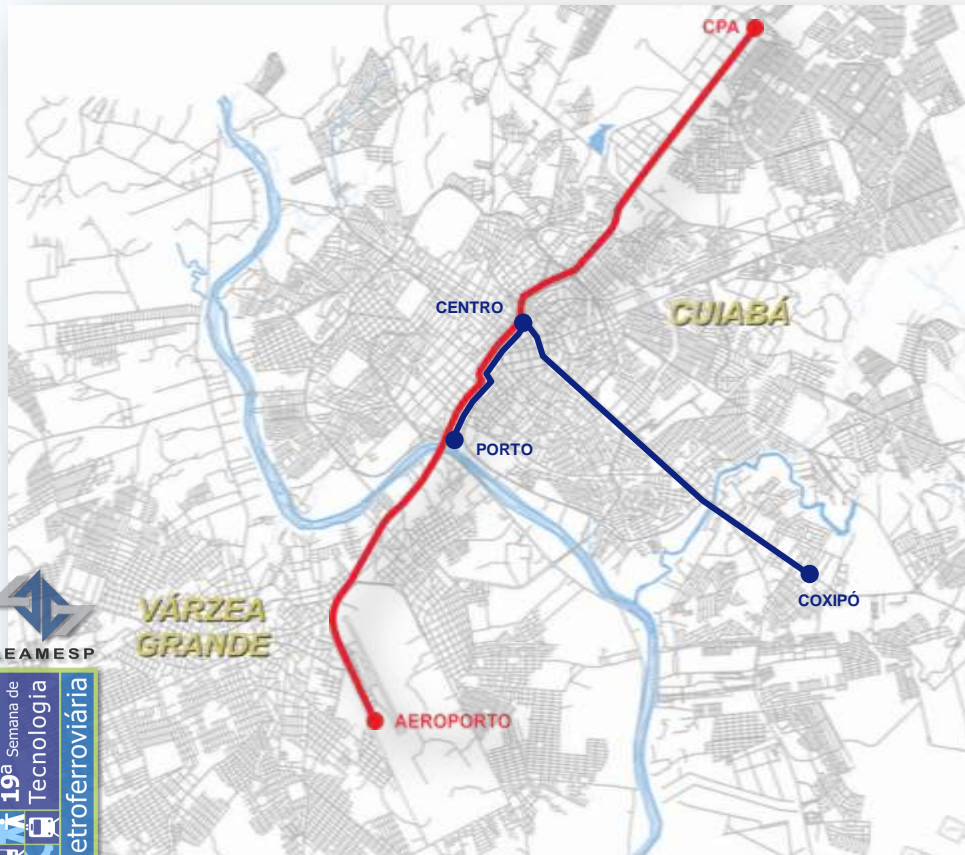 CPA
CENTRO
CUIABÁ
PORTO
COXIPÓ
VÁRZEA
GRANDE
EAMESP
AEROPORTO
19ª Semana de
Tecnologia
etroferroviária